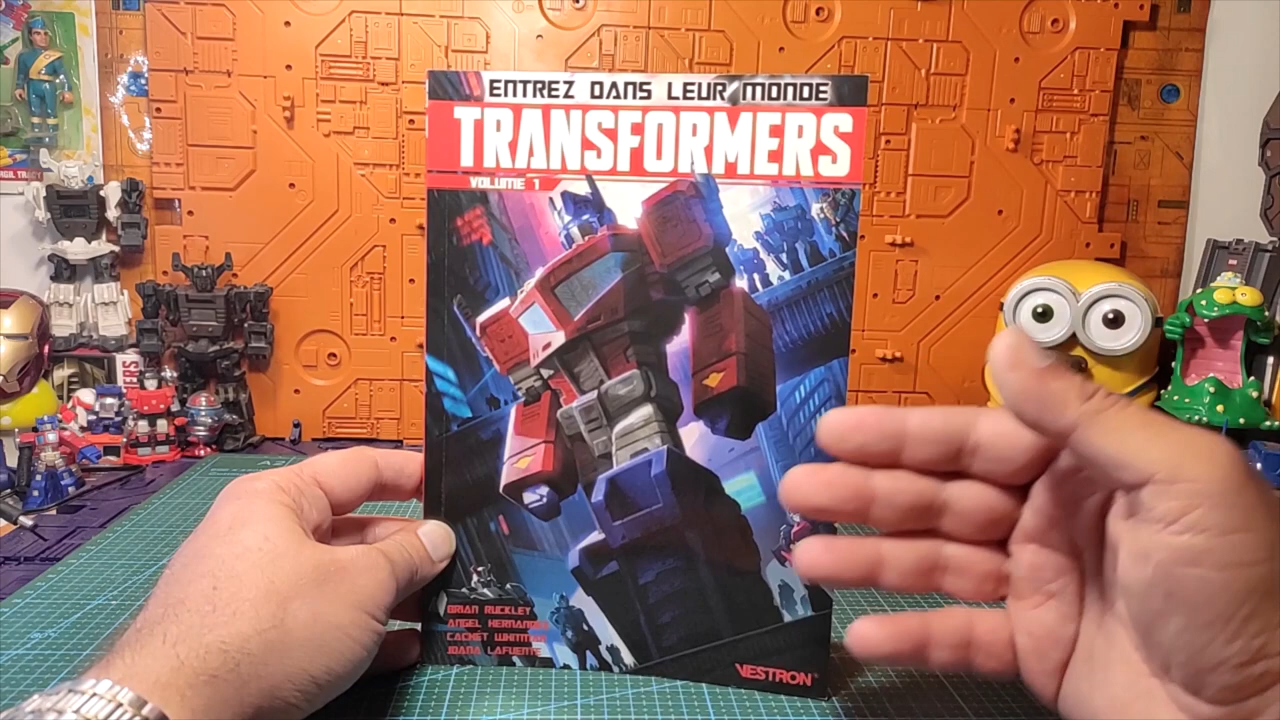 ENTREZ DANS LEUR MONDE
TRANSFORMERS
VOLUME 1
BRIAN RUCKLEY
ANGEL HERNANDEZ
CACHET WHITMAN
JOANA LAFUENTE
VESTRON